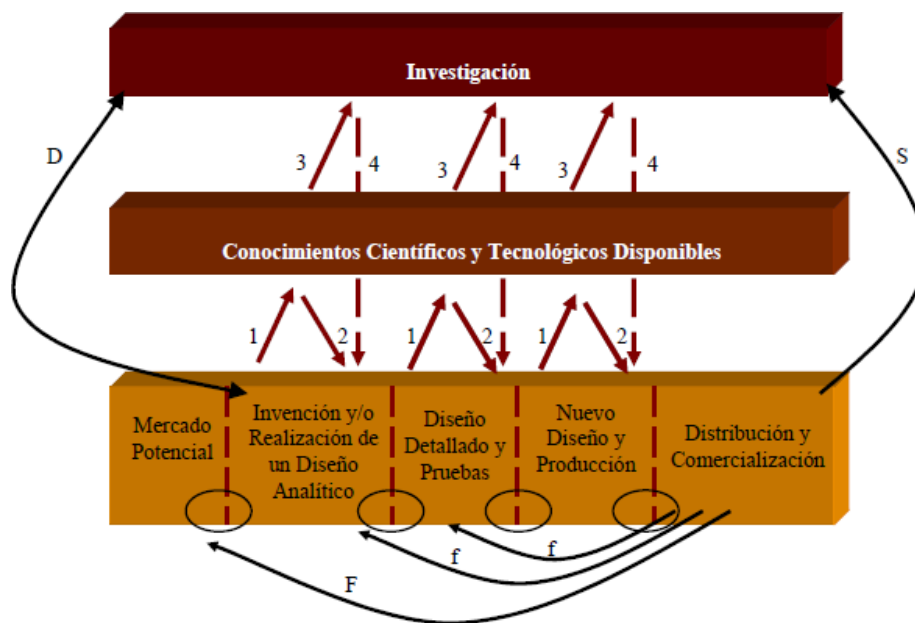 Investigación
D
S
3
4
3
4
3
4
Conocimientos Científicos y Tecnológicos Disponibles
1
2
1
2
1
2
Mercado
Potencial
Invención y/o
Realización de
un Diseño
Analítico
Diseño
Detallado y
Pruebas
Nuevo
Diseño y
Producción
Distribución y
Comercialización
f
f
F